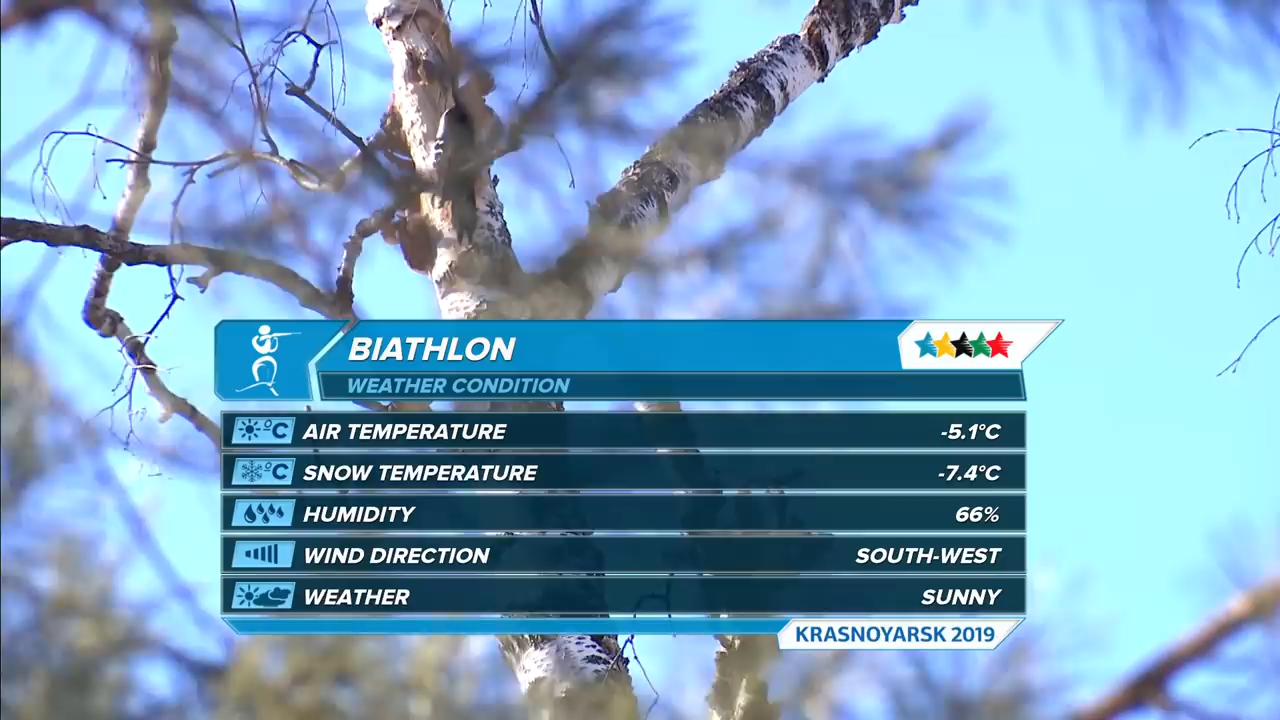 BIATHLON
WEATHER CONDITION
°C AIR TEMPERATURE -5.1°C
°C SNOW TEMPERATURE -7.4°C
HUMIDITY 66%
WIND DIRECTION SOUTH-WEST
WEATHER SUNNY
KRASNOYARSK 2019